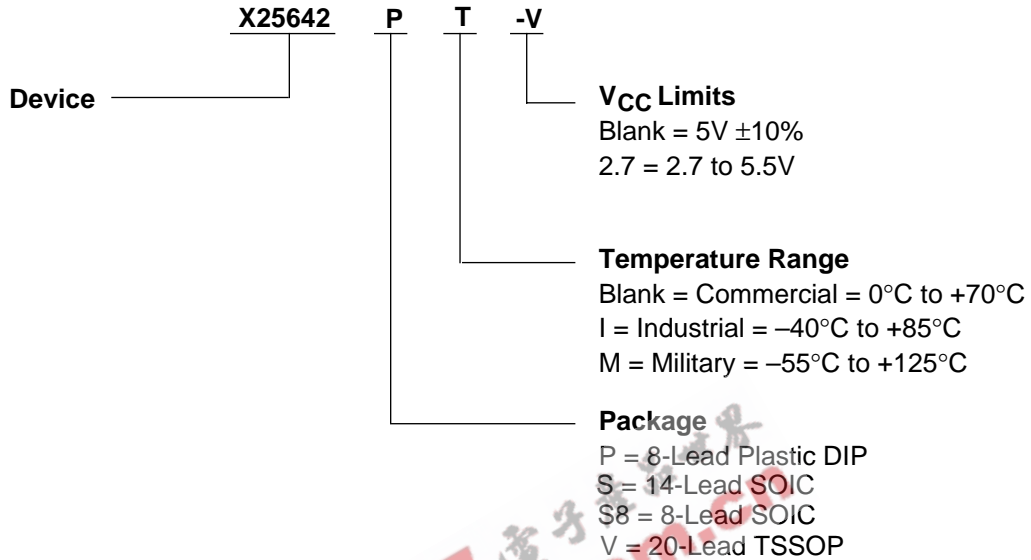 X25642 P T -V
Device
VCC Limits
Blank = 5V ±10%
2.7 = 2.7 to 5.5V
Temperature Range
Blank = Commercial = 0°C to +70°C
I = Industrial = –40°C to +85°C
M = Military = –55°C to +125°C
Package
P = 8-Lead Plastic DIP
S = 14-Lead SOIC
S8 = 8-Lead SOIC
V = 20-Lead TSSOP